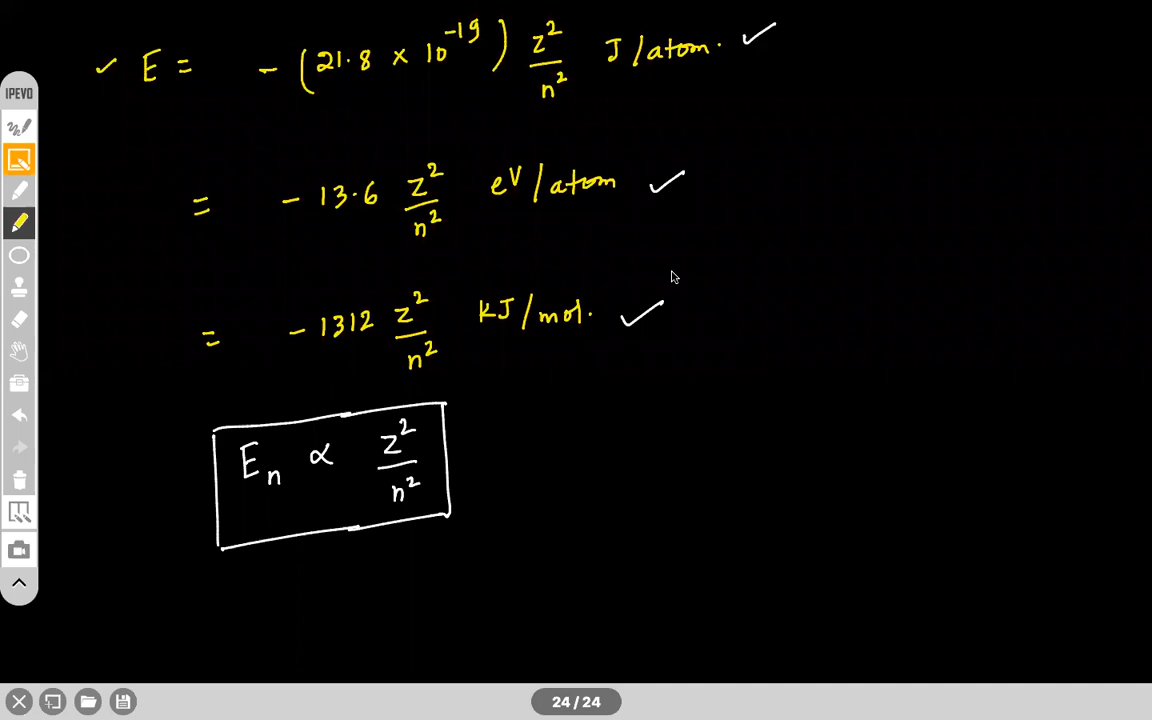 ✓ E = - (21.8 × 10⁻¹⁹) z²/n² J/atom. ✓
IPEVO
= - 13.6 z²/n² eV/atom ✓
= - 1312 z²/n² kJ/mol. ✓
Eₙ ∝ z²/n²
24 / 24